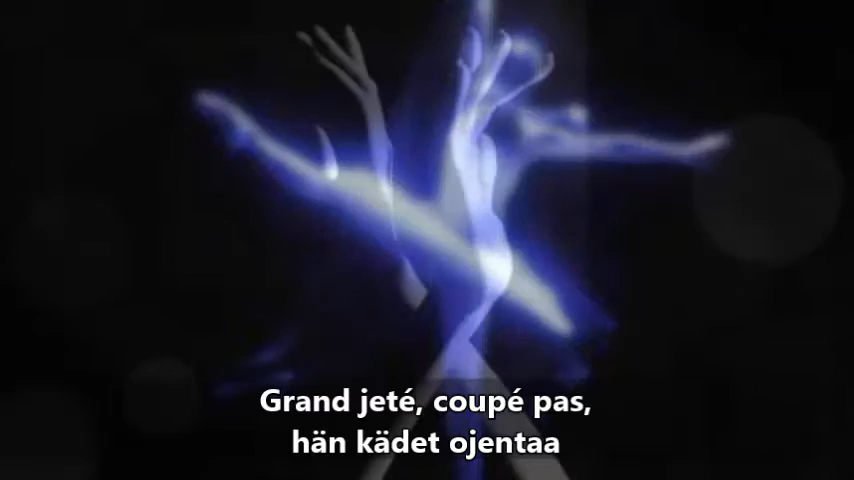 Grand jeté, coupé pas,
hän kädet ojentaa